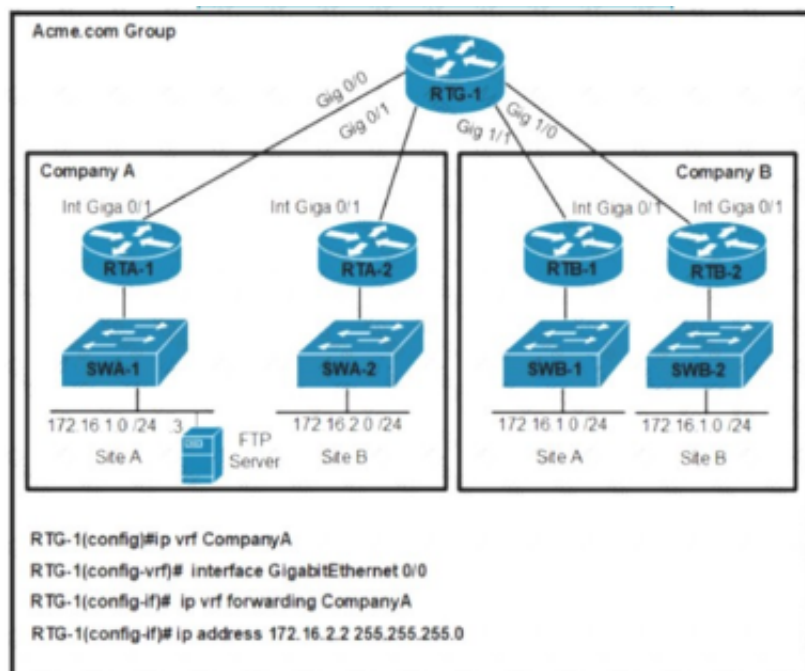 Acme.com Group
RTG-1
Gig 0/0
Gig 0/1
Gig 1/1
Gig 1/0
Company A
Company B
Int Giga 0/1
Int Giga 0/1
Int Giga 0/1
Int Giga 0/1
RTA-1
RTA-2
RTB-1
RTB-2
SWA-1
SWA-2
SWB-1
SWB-2
172.16 1.0 /24
.3
172 16 2 0 /24
172 16 1.0 /24
172.16.1.0 /24
FTP
Server
Site A
Site B
Site A
Site B
RTG-1(config)#ip vrf CompanyA
RTG-1(config-vrf)# interface GigabitEthernet 0/0
RTG-1(config-if)# ip vrf forwarding CompanyA
RTG-1(config-if)# ip address 172.16.2.2 255.255.255.0